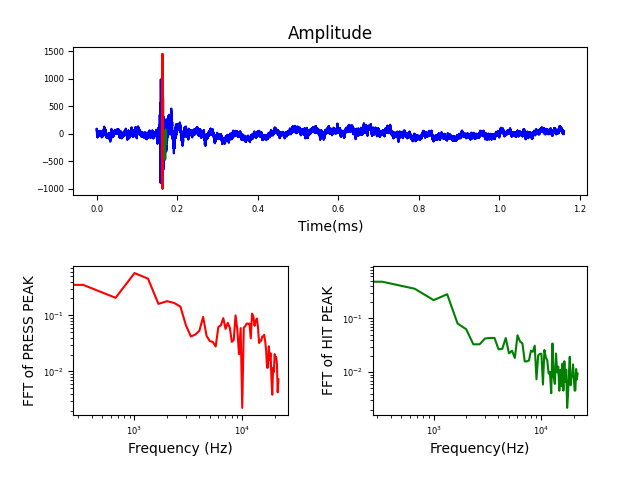 Amplitude
1500
1000
500
0
−500
−1000
0.0 0.2 0.4 0.6 0.8 1.0 1.2
Time(ms)
FFT of PRESS PEAK
10⁻¹
10⁻²
10³ 10⁴
Frequency (Hz)
FFT of HIT PEAK
10⁻¹
10⁻²
10³ 10⁴
Frequency(Hz)